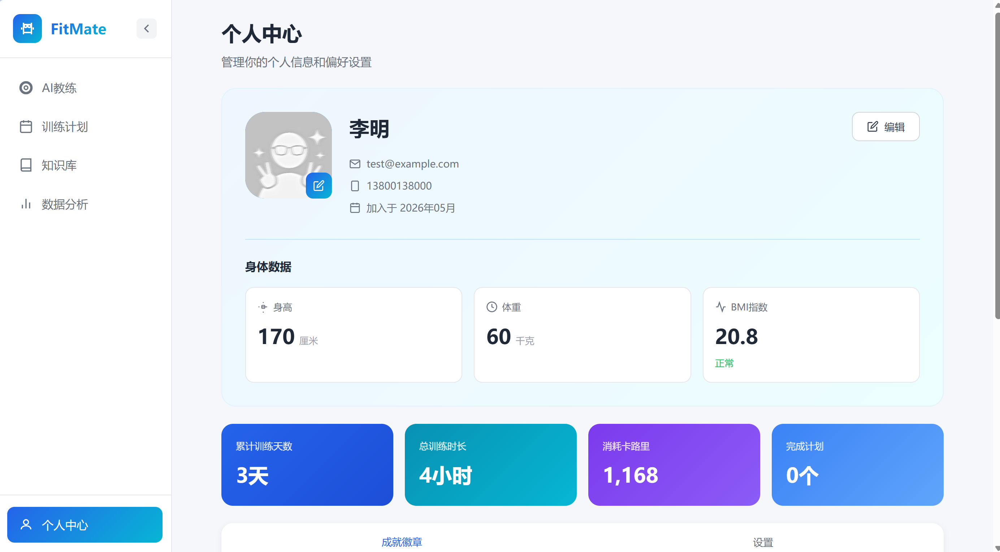 FitMate
AI教练
训练计划
知识库
数据分析
个人中心
个人中心
管理你的个人信息和偏好设置
李明
编辑
test@example.com
13800138000
加入于 2026年05月
身体数据
身高
170 厘米
体重
60 千克
BMI指数
20.8
正常
累计训练天数
3天
总训练时长
4小时
消耗卡路里
1,168
完成计划
0个
成就徽章
设置